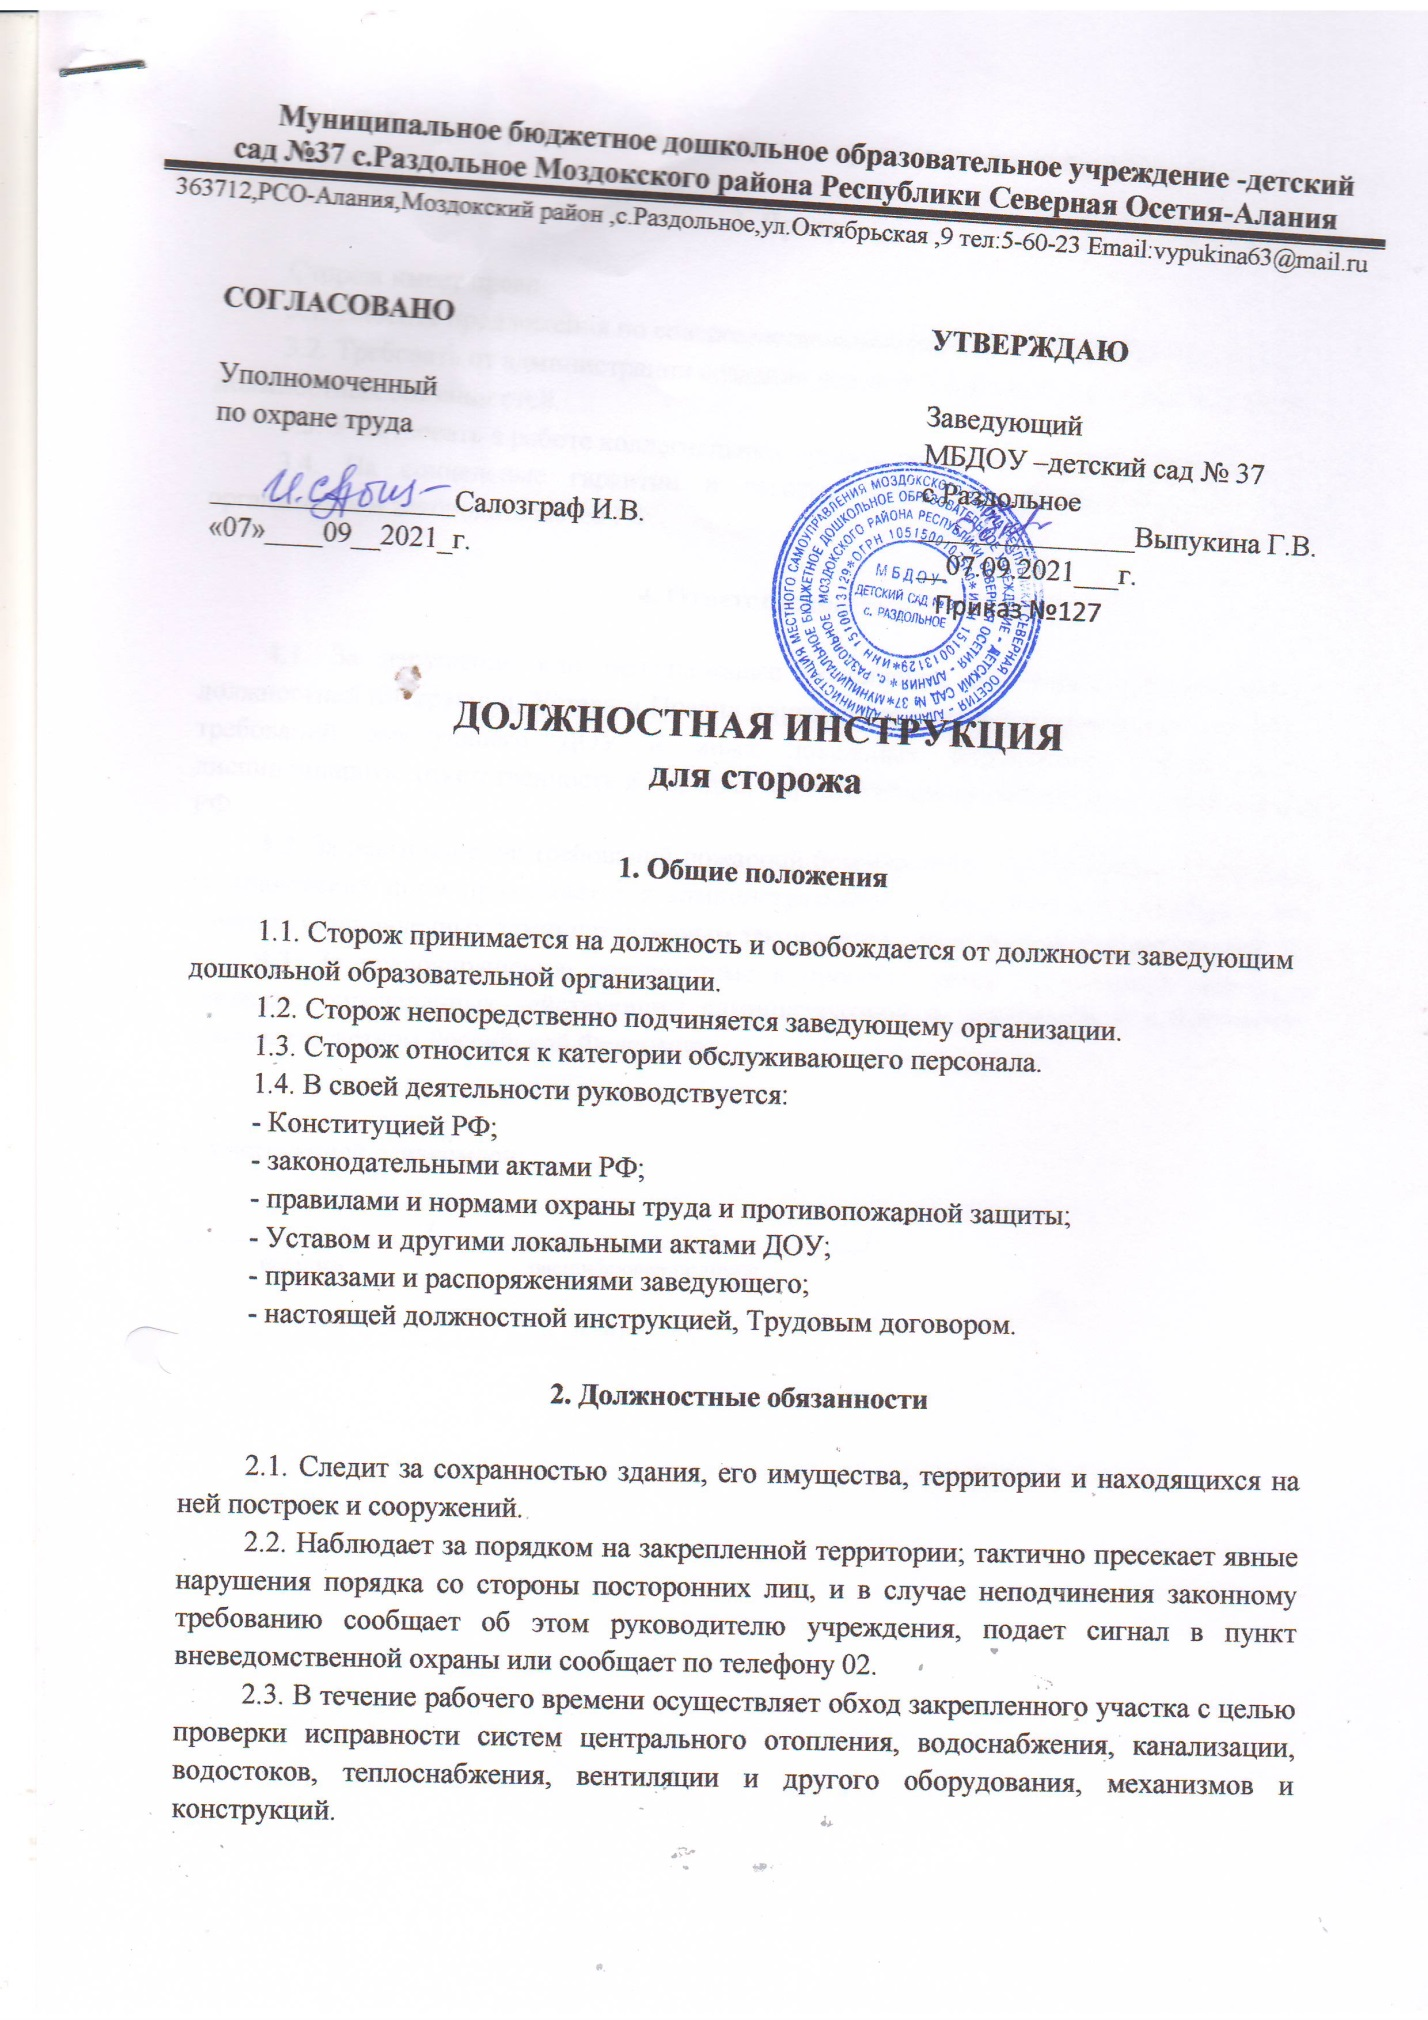 Муниципальное бюджетное дошкольное образовательное учреждение -детский
сад №37 с.Раздольное Моздокского района Республики Северная Осетия-Алания
363712,РСО-Алания,Моздокский район ,с.Раздольное,ул.Октябрьская ,9 тел:5-60-23 Email:vypukina63@mail.ru
СОГЛАСОВАНО
Уполномоченный
по охране труда
_________________Салозграф И.В.
«07»____09__2021_г.
УТВЕРЖДАЮ
Заведующий
МБДОУ –детский сад № 37
с.Раздольное
_______________Выпукина Г.В.
__07.09.2021___г.
Приказ №127
МБДОУ
ДЕТСКИЙ САД №
с. РАЗДОЛЬНОЕ
ДОЛЖНОСТНАЯ ИНСТРУКЦИЯ
для сторожа
1. Общие положения
1.1. Сторож принимается на должность и освобождается от должности заведующим
дошкольной образовательной организации.
1.2. Сторож непосредственно подчиняется заведующему организации.
1.3. Сторож относится к категории обслуживающего персонала.
1.4. В своей деятельности руководствуется:
- Конституцией РФ;
- законодательными актами РФ;
- правилами и нормами охраны труда и противопожарной защиты;
- Уставом и другими локальными актами ДОУ;
- приказами и распоряжениями заведующего;
- настоящей должностной инструкцией, Трудовым договором.
2. Должностные обязанности
2.1. Следит за сохранностью здания, его имущества, территории и находящихся на
ней построек и сооружений.
2.2. Наблюдает за порядком на закрепленной территории; тактично пресекает явные
нарушения порядка со стороны посторонних лиц, и в случае неподчинения законному
требованию сообщает об этом руководителю учреждения, подает сигнал в пункт
вневедомственной охраны или сообщает по телефону 02.
2.3. В течение рабочего времени осуществляет обход закрепленного участка с целью
проверки исправности систем центрального отопления, водоснабжения, канализации,
водостоков, теплоснабжения, вентиляции и другого оборудования, механизмов и
конструкций.